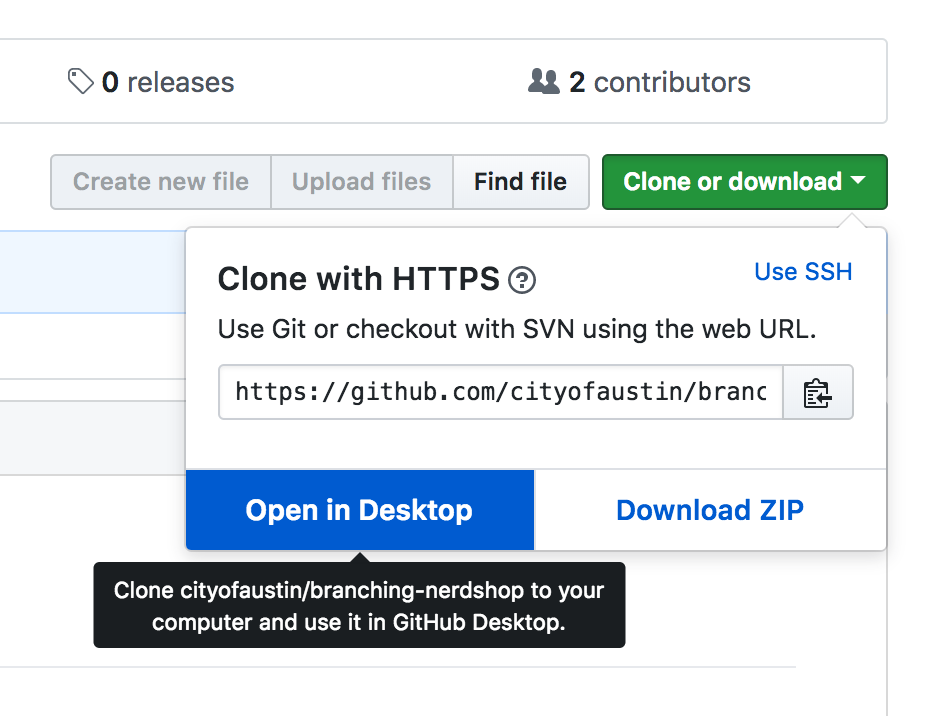 0 releases
2 contributors
Create new file
Upload files
Find file
Clone or download
Clone with HTTPS ?
Use SSH
Use Git or checkout with SVN using the web URL.
https://github.com/cityofaustin/branc
Open in Desktop
Download ZIP
Clone cityofaustin/branching-nerdshop to your
computer and use it in GitHub Desktop.